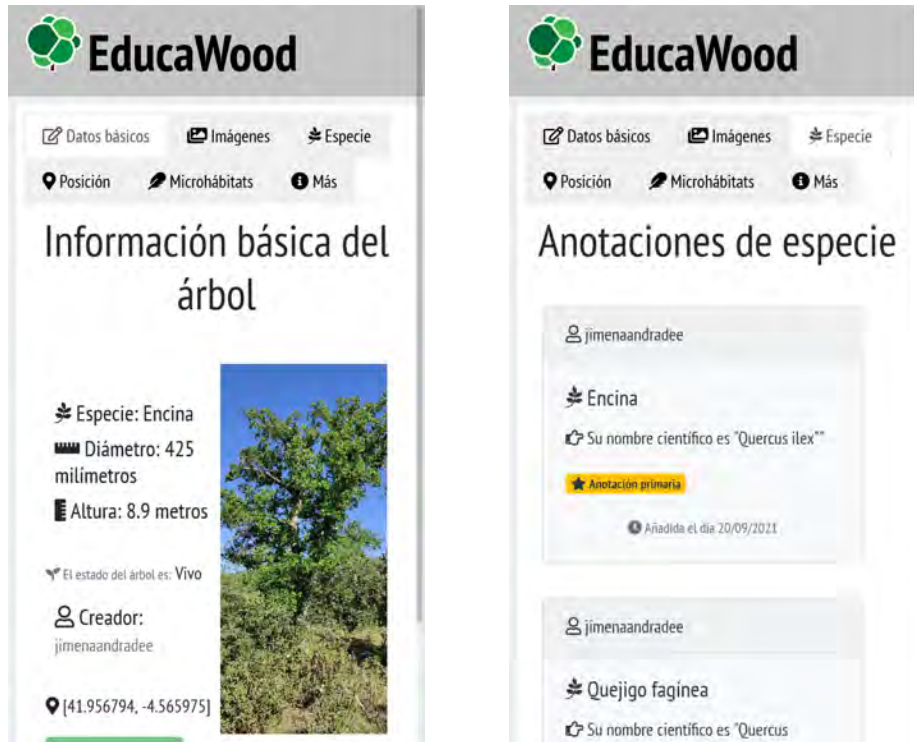 EducaWood
Datos básicos
Imágenes
Especie
Posición
Microhábitats
Más
Información básica del
árbol
Especie: Encina
Diámetro: 425
milímetros
Altura: 8.9 metros
El estado del árbol es: Vivo
Creador:
jimenaandradee
[41.956794, -4.565975]
EducaWood
Datos básicos
Imágenes
Especie
Posición
Microhábitats
Más
Anotaciones de especie
jimenaandradee
Encina
Su nombre científico es "Quercus ilex""
Anotación primaria
Añadida el día 20/09/2021
jimenaandradee
Quejigo fagínea
Su nombre científico es "Quercus